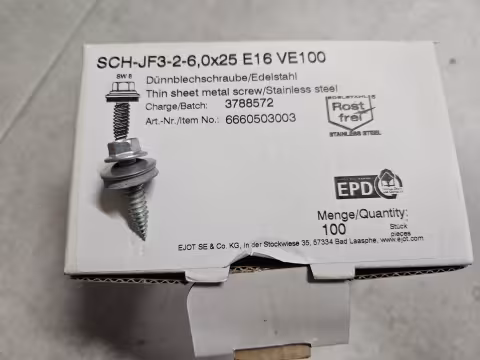 SCH-JF3-2-6,0x25 E16 VE100
SW 8
Dünnblechschraube/Edelstahl
Thin sheet metal screw/Stainless steel
Charge/Batch: 3788572
Art.-Nr./Item No.: 6660503003
EDELSTAHL
Rost
frei
STAINLESS STEEL
EPD
Menge/Quantity:
100 Stück
pieces
EJOT SE & Co. KG, In der Stockwiese 35, 57334 Bad Laasphe, www.ejot.com